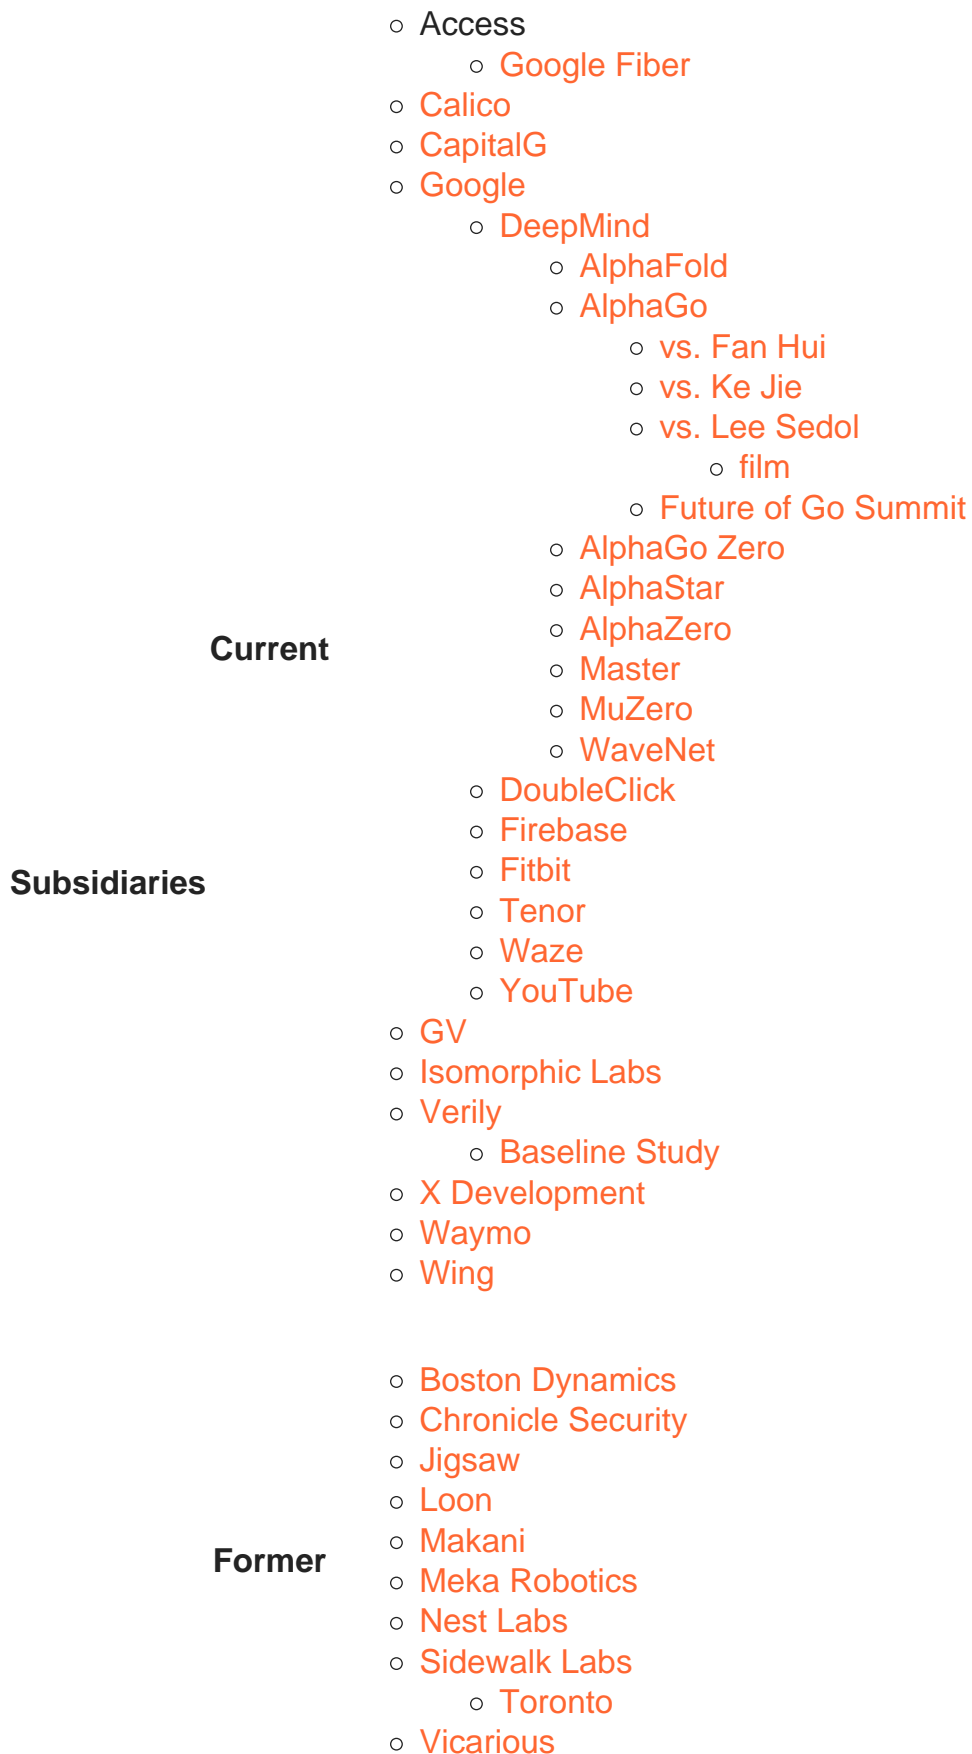 Subsidiaries
Current
Access
Google Fiber
Calico
CapitalG
Google
DeepMind
AlphaFold
AlphaGo
vs. Fan Hui
vs. Ke Jie
vs. Lee Sedol
film
Future of Go Summit
AlphaGo Zero
AlphaStar
AlphaZero
Master
MuZero
WaveNet
DoubleClick
Firebase
Fitbit
Tenor
Waze
YouTube
GV
Isomorphic Labs
Verily
Baseline Study
X Development
Waymo
Wing
Former
Boston Dynamics
Chronicle Security
Jigsaw
Loon
Makani
Meka Robotics
Nest Labs
Sidewalk Labs
Toronto
Vicarious